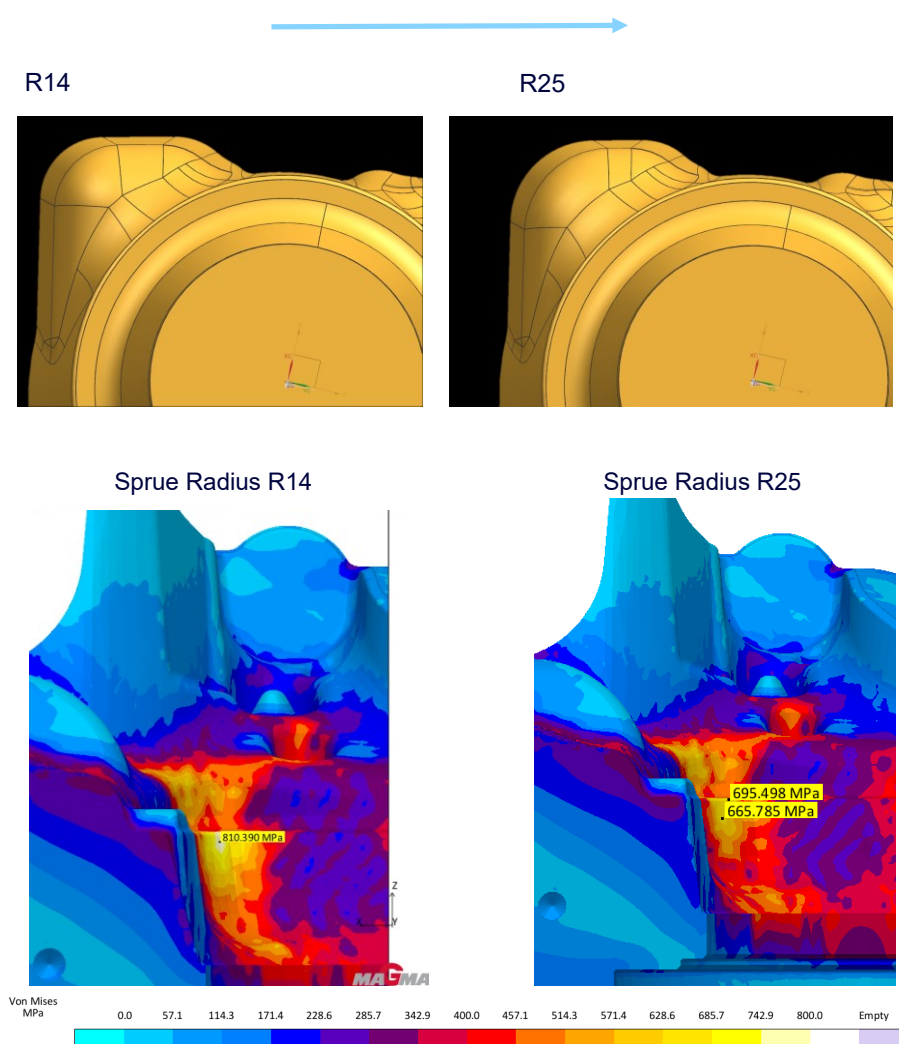 R14
R25
Sprue Radius R14
Sprue Radius R25
810.390 MPa
695.498 MPa
665.785 MPa
Z
X
Y
MAGMA
Von Mises
MPa
0.0 57.1 114.3 171.4 228.6 285.7 342.9 400.0 457.1 514.3 571.4 628.6 685.7 742.9 800.0 Empty